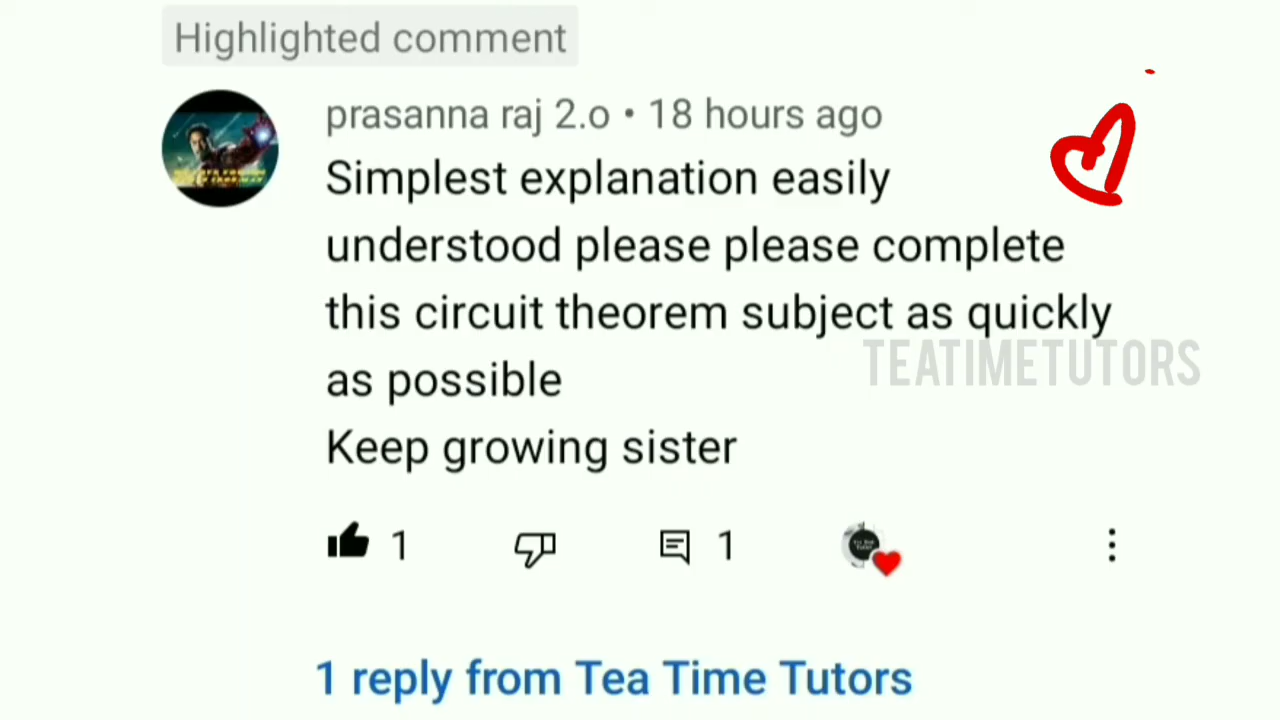 Highlighted comment
prasanna raj 2.o • 18 hours ago
Simplest explanation easily
understood please please complete
this circuit theorem subject as quickly
TEATIMETUTORS
as possible
Keep growing sister
1
1
1 reply from Tea Time Tutors